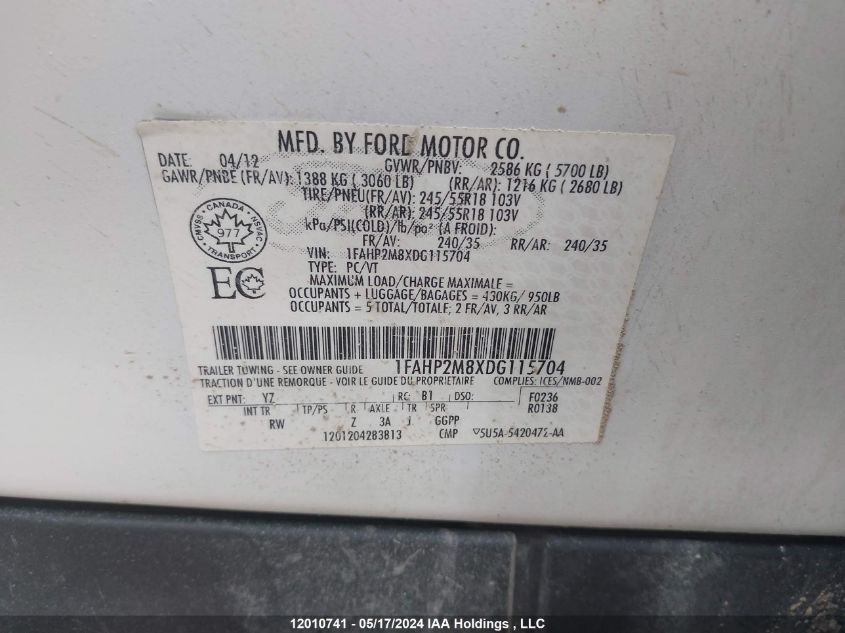 MFD. BY FORD MOTOR CO.
DATE: 04/12 GVWR/PNBV: 2586 KG ( 5700 LB)
GAWR/PNBE (FR/AV): 1388 KG ( 3060 LB) (RR/AR): 1216 KG ( 2680 LB)
TIRE/PNEU(FR/AV): 245/55R18 103V
(RR/AR): 245/55R18 103V
kPa/PSI(COLD)/lb/po² (A FROID):
FR/AV: 240/35 RR/AR: 240/35
CANADA
CMVSS 977 NSVAC
TRANSPORT
VIN: 1FAHP2M8XDG115704
TYPE: PC/VT
EC
MAXIMUM LOAD/CHARGE MAXIMALE =
OCCUPANTS + LUGGAGE/BAGAGES = 430KG/ 950LB
OCCUPANTS = 5 TOTAL/TOTALE; 2 FR/AV, 3 RR/AR
TRAILER TOWING - SEE OWNER GUIDE 1FAHP2M8XDG115704
TRACTION D'UNE REMORQUE - VOIR LE GUIDE DU PROPRIETAIRE COMPLIES: ICES/NMB-002
EXT PNT: YZ RC: B1 DSO: F0236
INT TR TP/PS R AXLE TR SPR R0138
RW Z 3A J GGPP
1201204283813 CMP ▽5U5A-5420472-AA
12010741 - 05/17/2024 IAA Holdings , LLC